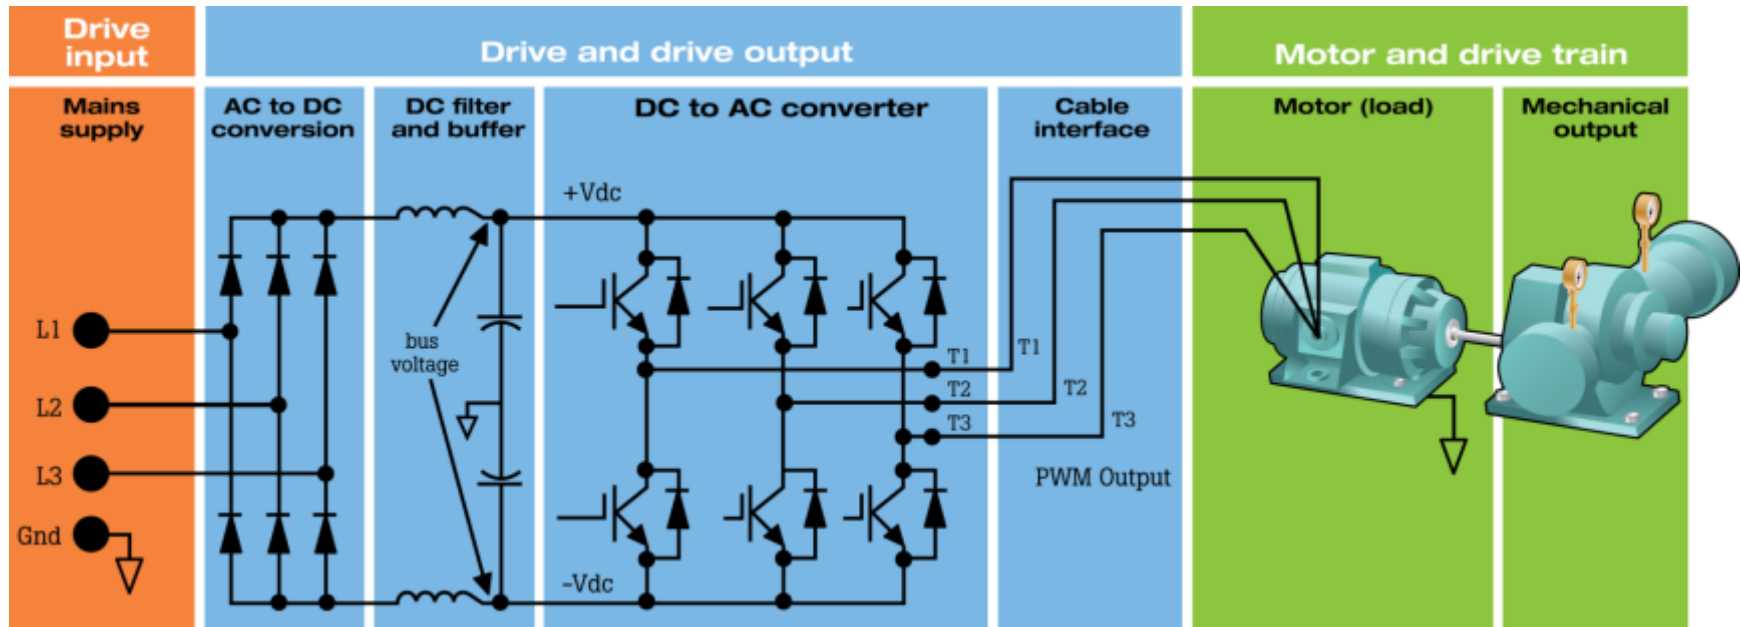 Drive
input
Drive and drive output
Motor and drive train
Mains
supply
AC to DC
conversion
DC filter
and buffer
DC to AC converter
Cable
interface
Motor (load)
Mechanical
output
+Vdc
L1
L2
L3
Gnd
bus
voltage
T1
T2
T3
T1
T2
T3
PWM Output
–Vdc